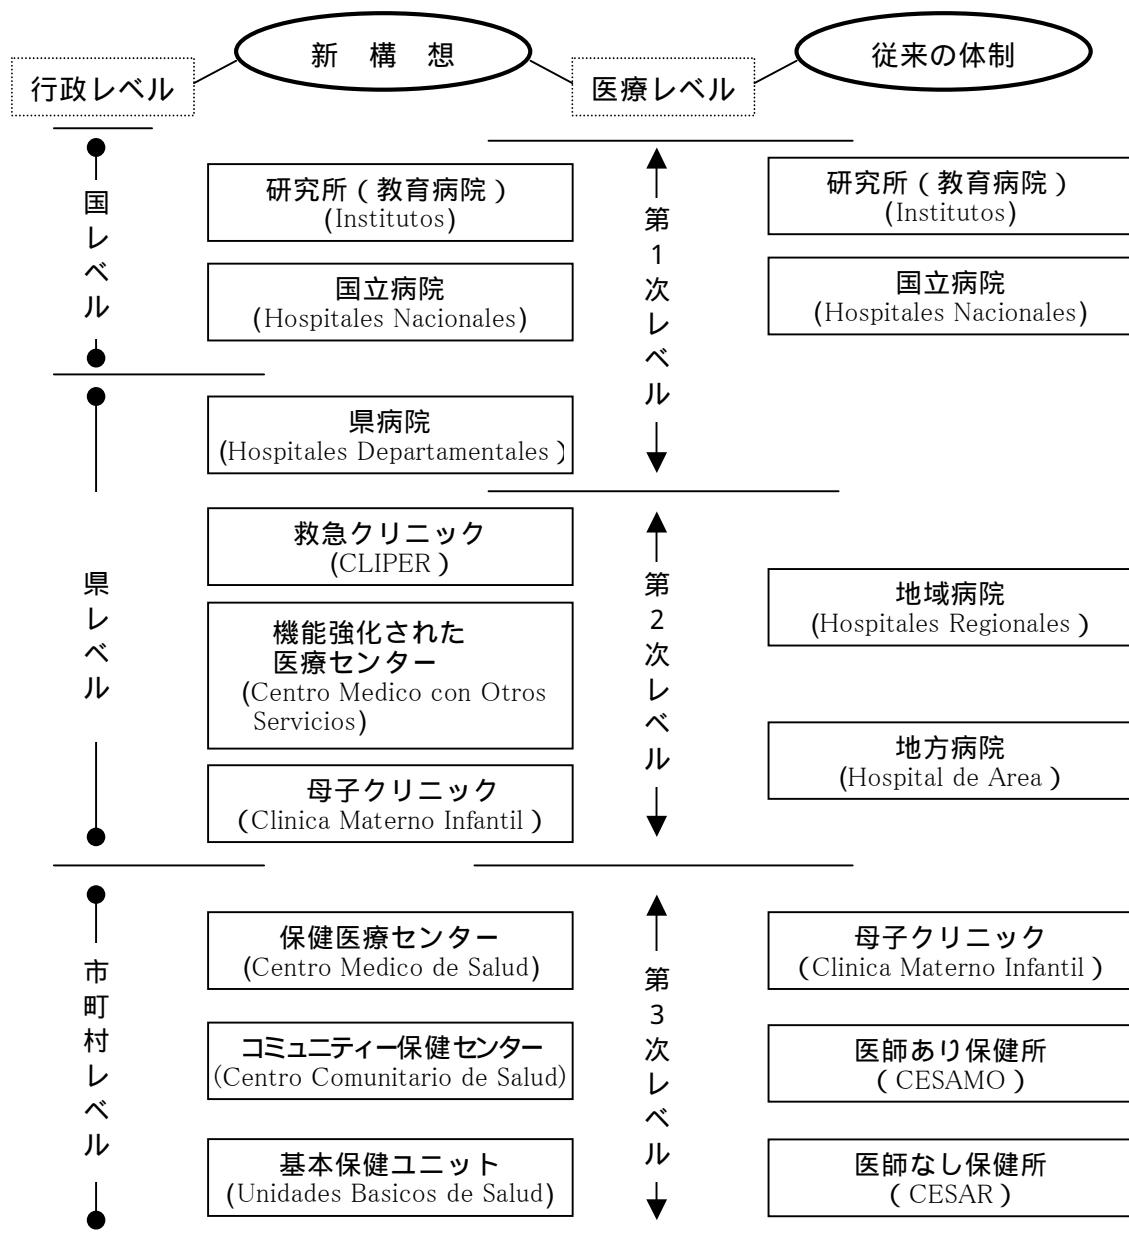 新 構 想
従来の体制
行政レベル
医療レベル
国レベル
研究所(教育病院)
(Institutos)
国立病院
(Hospitales Nacionales)
県レベル
県病院
(Hospitales Departamentales )
救急クリニック
(CLIPER )
機能強化された
医療センター
(Centro Medico con Otros
Servicios)
母子クリニック
(Clinica Materno Infantil )
市町村レベル
保健医療センター
(Centro Medico de Salud)
コミュニティー保健センター
(Centro Comunitario de Salud)
基本保健ユニット
(Unidades Basicos de Salud)
第1次レベル
研究所(教育病院)
(Institutos)
国立病院
(Hospitales Nacionales)
第2次レベル
地域病院
(Hospitales Regionales )
地方病院
(Hospital de Area )
第3次レベル
母子クリニック
(Clinica Materno Infantil )
医師あり保健所
( CESAMO )
医師なし保健所
( CESAR )